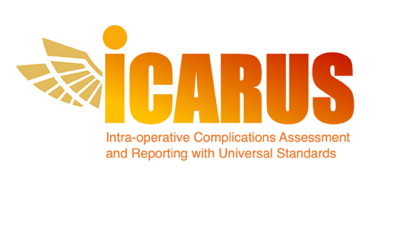 iCARUS
Intra-operative Complications Assessment
and Reporting with Universal Standards